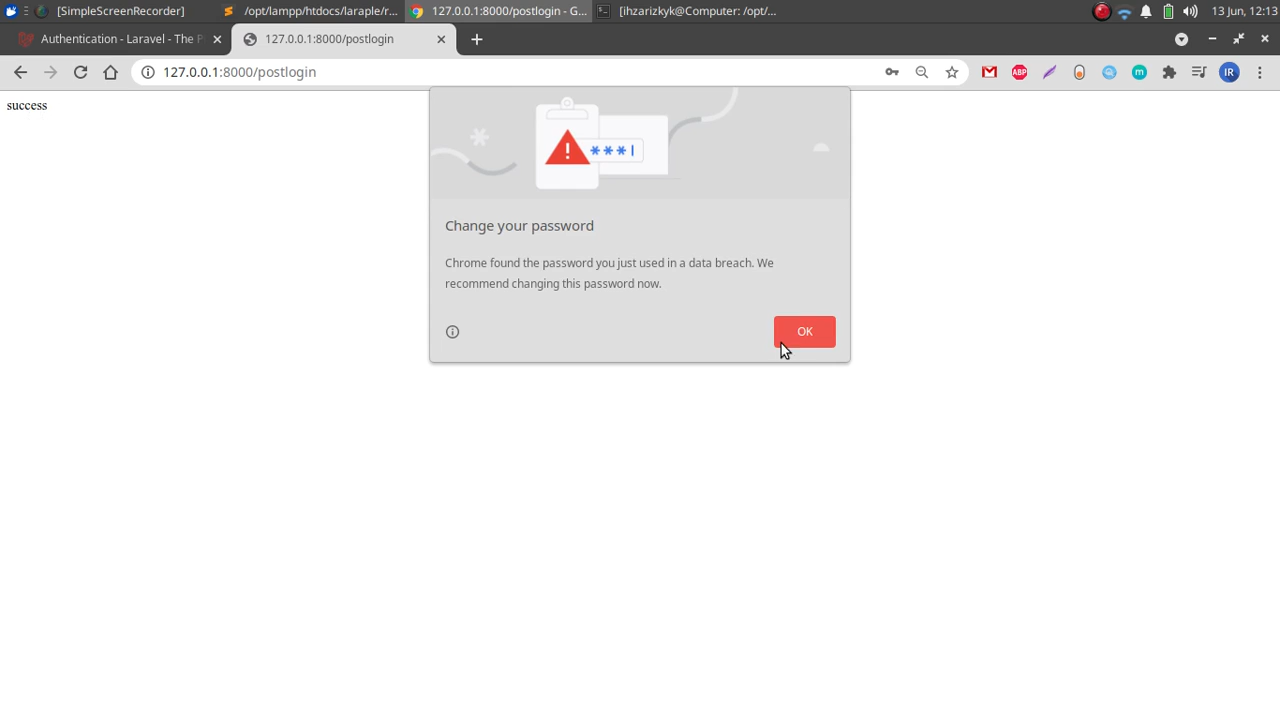 [SimpleScreenRecorder]
/opt/lampp/htdocs/laraple/r...
127.0.0.1:8000/postlogin - G...
[ihzarizkyk@Computer: /opt/...
13 Jun, 12:13
Authentication - Laravel - The P
127.0.0.1:8000/postlogin
127.0.0.1:8000/postlogin
ABP
m
IR
success
***|
Change your password
Chrome found the password you just used in a data breach. We
recommend changing this password now.
OK